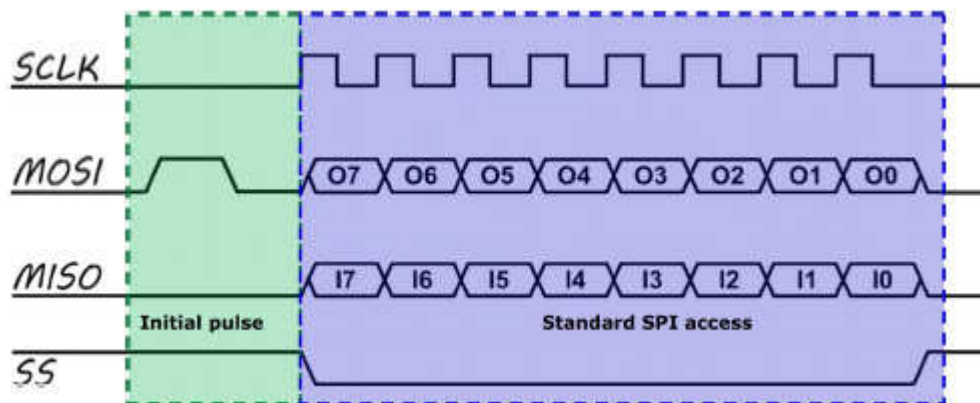 SCLK
MOSI O7 O6 O5 O4 O3 O2 O1 O0
MISO I7 I6 I5 I4 I3 I2 I1 I0
Initial pulse Standard SPI access
SS